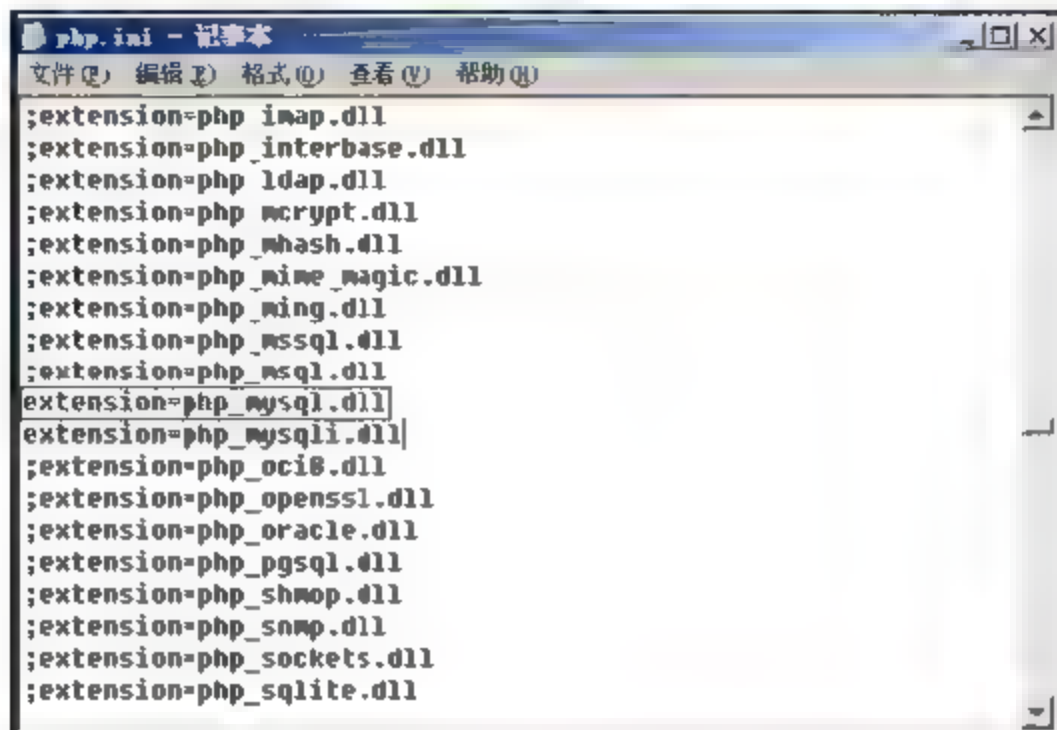 php.ini - 记事本
文件(F) 编辑(E) 格式(O) 查看(V) 帮助(H)
;extension=php_imap.dll
;extension=php_interbase.dll
;extension=php_ldap.dll
;extension=php_mcrypt.dll
;extension=php_mhash.dll
;extension=php_mime_magic.dll
;extension=php_ming.dll
;extension=php_mssql.dll
;extension=php_msql.dll
extension=php_mysql.dll
extension=php_mysqli.dll
;extension=php_oci8.dll
;extension=php_openssl.dll
;extension=php_oracle.dll
;extension=php_pgsql.dll
;extension=php_shmop.dll
;extension=php_snmp.dll
;extension=php_sockets.dll
;extension=php_sqlite.dll